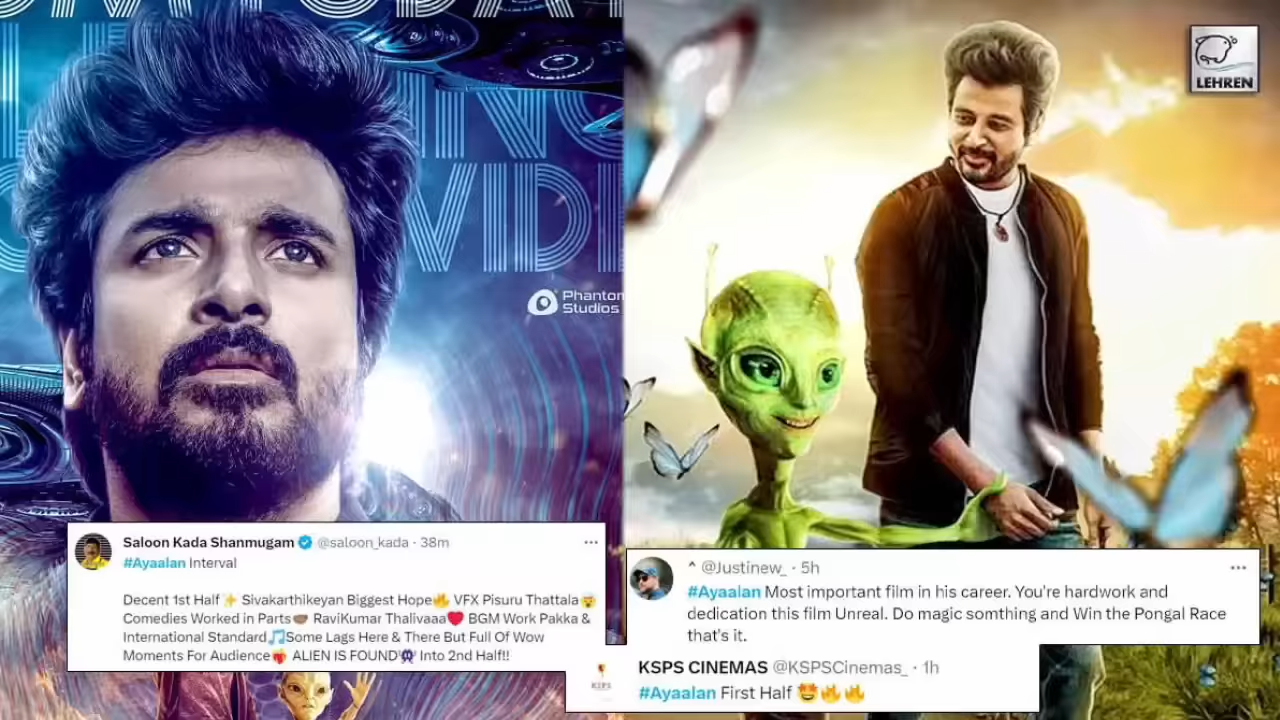 LEHREN
VIDE
Phantom
Studios
Saloon Kada Shanmugam @saloon_kada · 38m
#Ayaalan Interval
Decent 1st Half✨ Sivakarthikeyan Biggest Hope🔥 VFX Pisuru Thattala🤯
Comedies Worked in Parts🤝🏾 RaviKumar Thalivaaa❤️ BGM Work Pakka &
International Standard🎵Some Lags Here & There But Full Of Wow
Moments For Audience❤️‍🔥 ALIEN IS FOUND👾 Into 2nd Half!!
^ @Justinew_ · 5h
#Ayaalan Most important film in his career. You're hardwork and
dedication this film Unreal. Do magic somthing and Win the Pongal Race
that's it.
KSPS CINEMAS @KSPSCinemas_ · 1h
#Ayaalan First Half 🤩🔥🔥